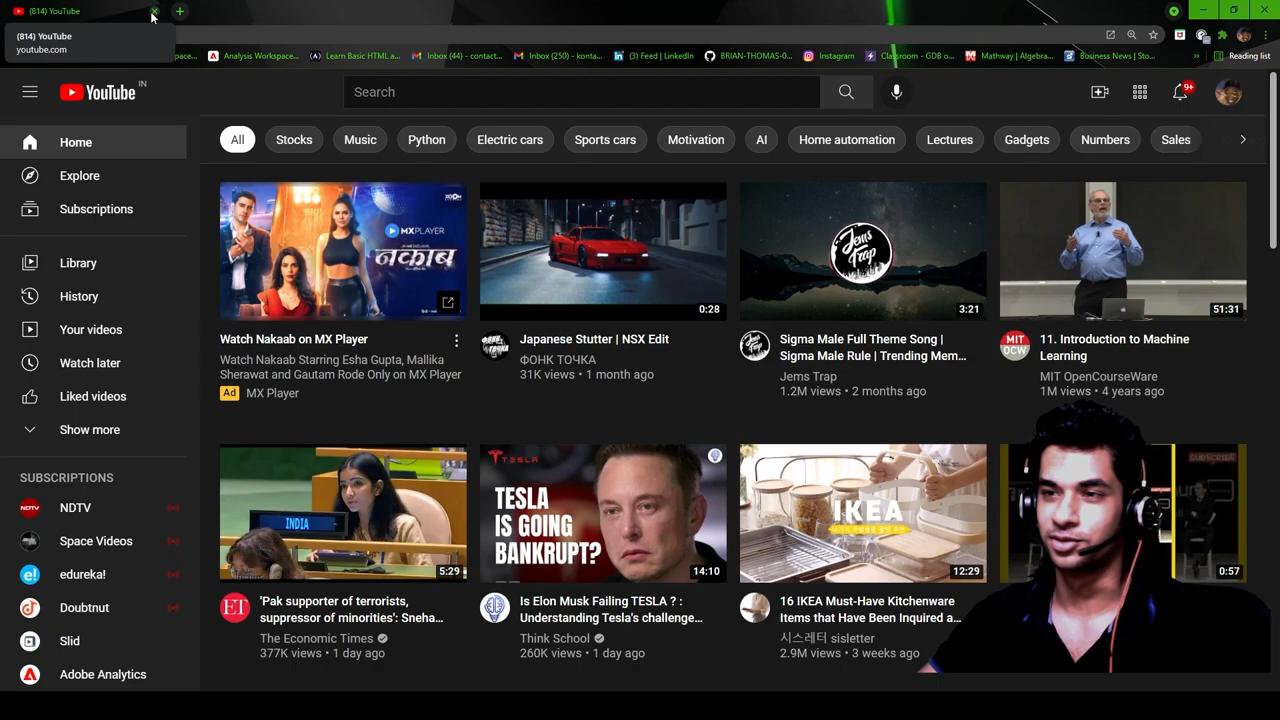 (814) YouTube
(814) YouTube
youtube.com
pace...
Analysis Workspace...
Learn Basic HTML a...
Inbox (44) - contact...
Inbox (250) - konta...
(3) Feed | LinkedIn
BRIAN-THOMAS-0...
Instagram
Classroom - GDB o...
Mathway | Algebra...
Business News | Sto...
»
Reading list
YouTube IN
Search
9+
Home
Explore
Subscriptions
Library
History
Your videos
Watch later
Liked videos
Show more
SUBSCRIPTIONS
NDTV
Space Videos
edureka!
Doubtnut
Slid
Adobe Analytics
All
Stocks
Music
Python
Electric cars
Sports cars
Motivation
AI
Home automation
Lectures
Gadgets
Numbers
Sales
MXPLAYER
नकाब
Watch Nakaab on MX Player
Watch Nakaab Starring Esha Gupta, Mallika
Sherawat and Gautam Rode Only on MX Player
Ad MX Player
0:28
Japanese Stutter | NSX Edit
ФОНК ТОЧКА
31K views • 1 month ago
Jems
Trap
3:21
Sigma Male Full Theme Song |
Sigma Male Rule | Trending Mem...
Jems Trap
1.2M views • 2 months ago
51:31
MIT
OCW
11. Introduction to Machine
Learning
MIT OpenCourseWare
1M views • 4 years ago
INDIA
5:29
ET
'Pak supporter of terrorists,
suppressor of minorities': Sneha...
The Economic Times
377K views • 1 day ago
TESLA
TESLA
IS GOING
BANKRUPT?
14:10
Is Elon Musk Failing TESLA ? :
Understanding Tesla's challenge...
Think School
260K views • 1 day ago
IKEA
12:29
16 IKEA Must-Have Kitchenware
Items that Have Been Inquired a...
시스레터 sisletter
2.9M views • 3 weeks ago
SUBSCRIBE
0:57